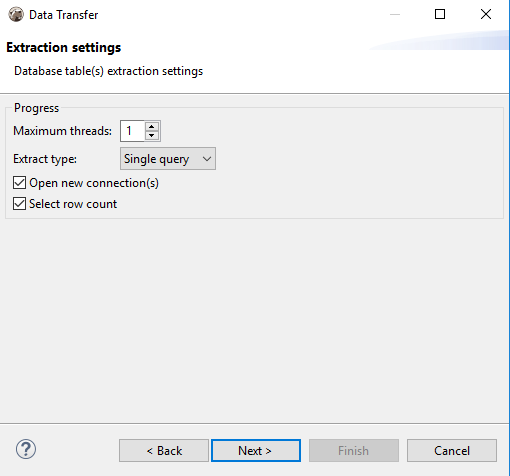 Data Transfer
Extraction settings
Database table(s) extraction settings
Progress
Maximum threads: 1
Extract type: Single query
Open new connection(s)
Select row count
? < Back Next > Finish Cancel